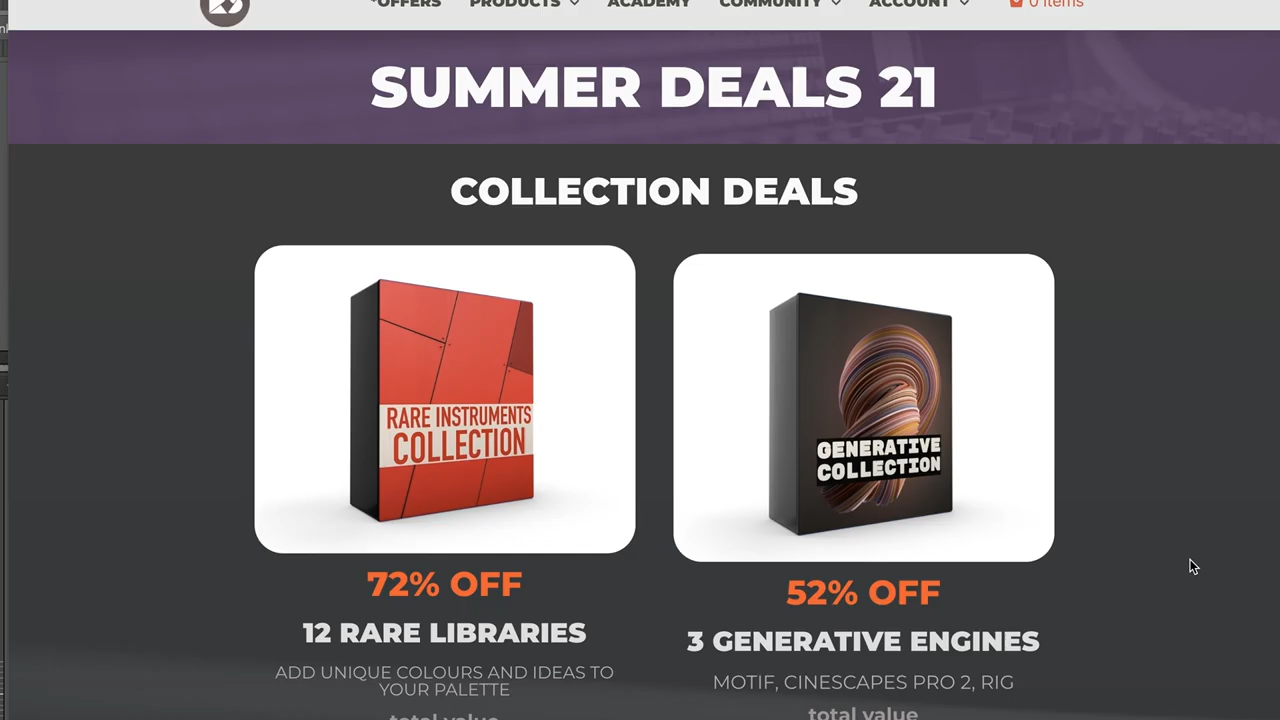 *OFFERS PRODUCTS ACADEMY COMMUNITY ACCOUNT 0 items
SUMMER DEALS 21
COLLECTION DEALS
RARE INSTRUMENTS
COLLECTION
GENERATIVE
COLLECTION
72% OFF
12 RARE LIBRARIES
ADD UNIQUE COLOURS AND IDEAS TO
YOUR PALETTE
total value
52% OFF
3 GENERATIVE ENGINES
MOTIF, CINESCAPES PRO 2, RIG
total value